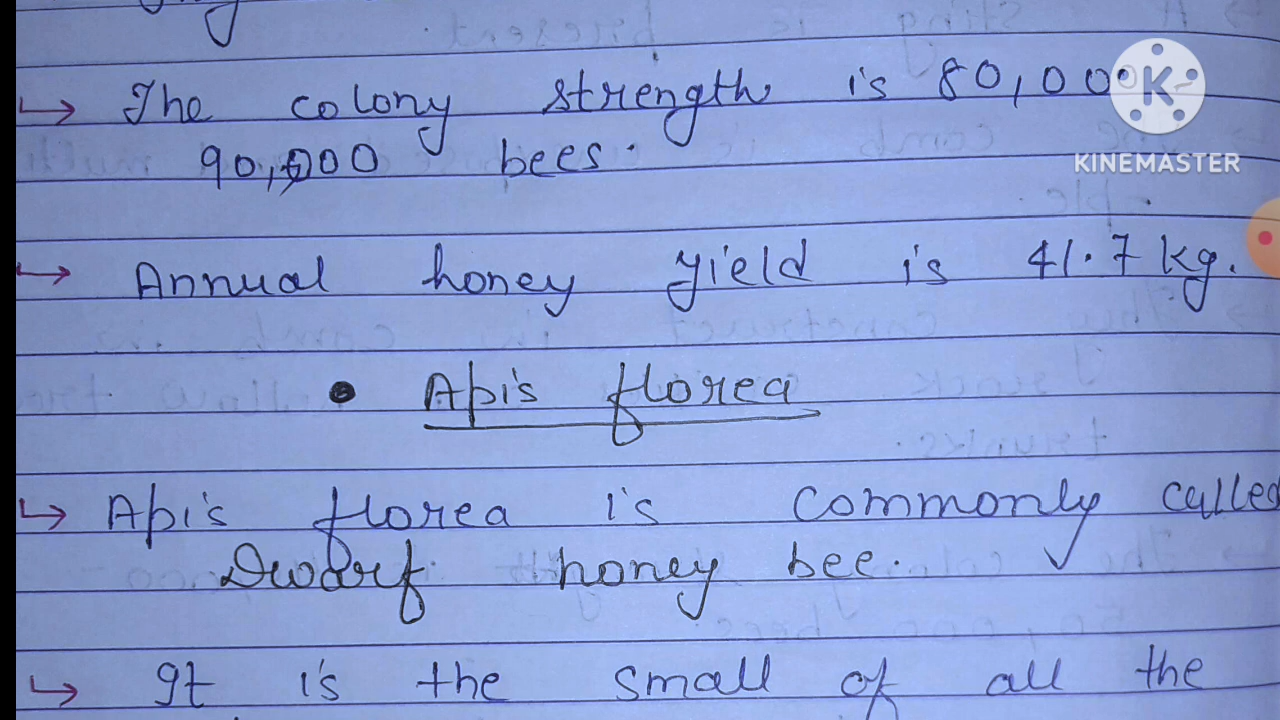 ↳ The colony strength is 80,000-
90,000 bees.
KINEMASTER
↳ Annual honey yield is 41.7 kg.
• Apis florea
↳ Apis florea is commonly called
Dwarf honey bee.
↳ It is the small of all the